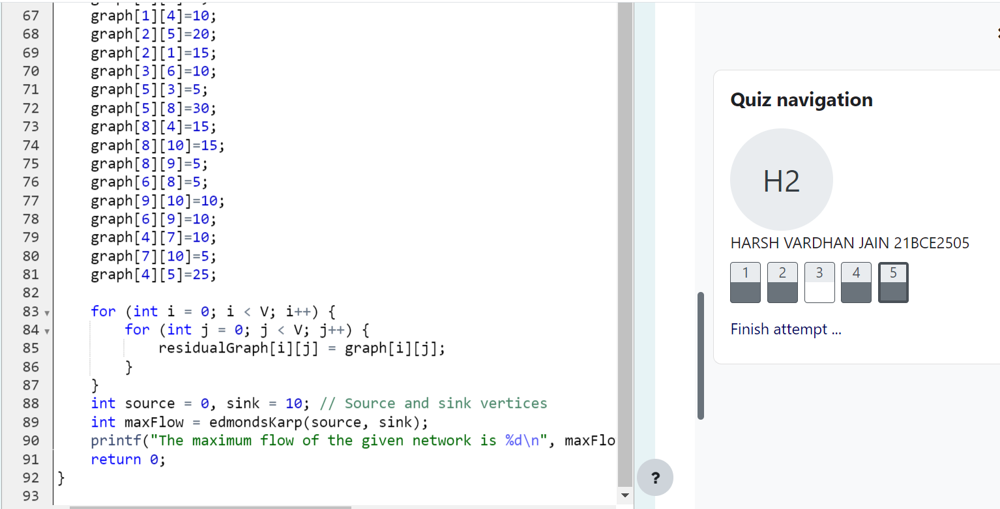 67 graph[1][4]=10;
68 graph[2][5]=20;
69 graph[2][1]=15;
70 graph[3][6]=10;
71 graph[5][3]=5;
72 graph[5][8]=30;
73 graph[8][4]=15;
74 graph[8][10]=15;
75 graph[8][9]=5;
76 graph[6][8]=5;
77 graph[9][10]=10;
78 graph[6][9]=10;
79 graph[4][7]=10;
80 graph[7][10]=5;
81 graph[4][5]=25;
82
83 for (int i = 0; i < V; i++) {
84 for (int j = 0; j < V; j++) {
85 residualGraph[i][j] = graph[i][j];
86 }
87 }
88 int source = 0, sink = 10; // Source and sink vertices
89 int maxFlow = edmondsKarp(source, sink);
90 printf("The maximum flow of the given network is %d\n", maxFlo
91 return 0;
92 }
93
?
Quiz navigation
H2
HARSH VARDHAN JAIN 21BCE2505
1 2 3 4 5
Finish attempt ...